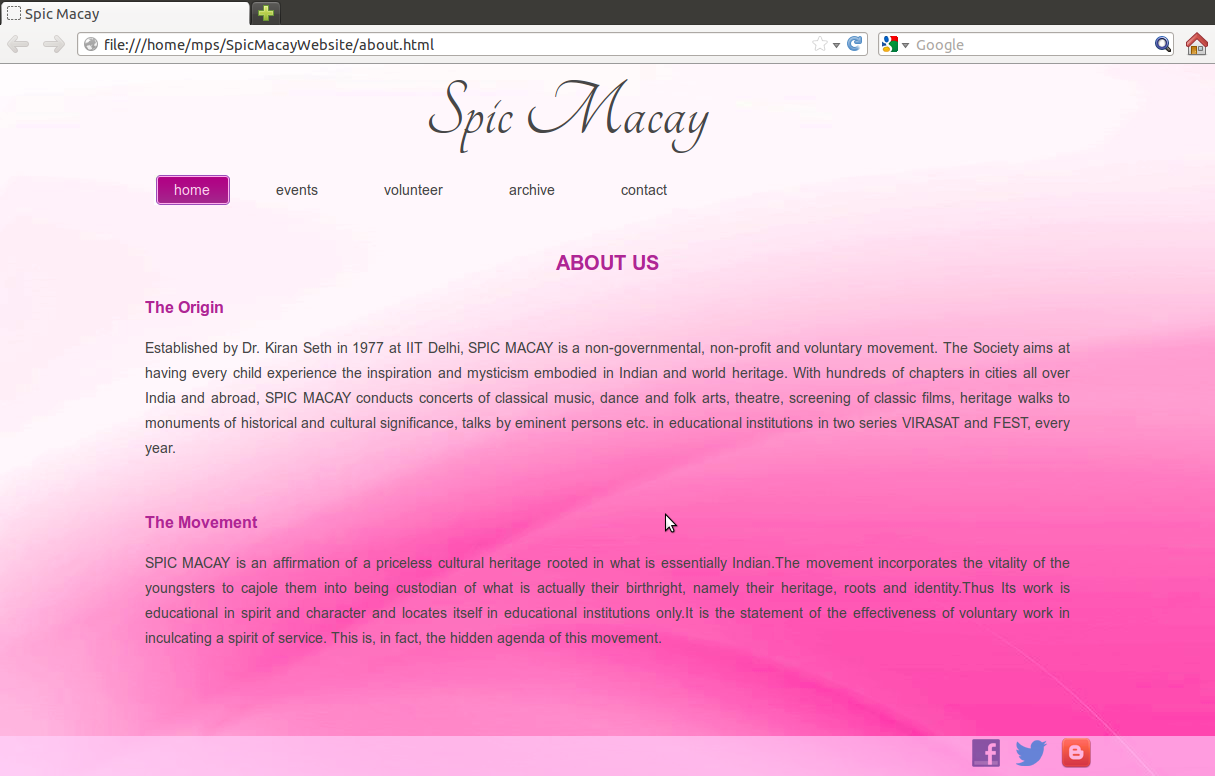 Spic Macay
file:///home/mps/SpicMacayWebsite/about.html
Google
Spic Macay
home events volunteer archive contact
ABOUT US
The Origin
Established by Dr. Kiran Seth in 1977 at IIT Delhi, SPIC MACAY is a non-governmental, non-profit and voluntary movement. The Society aims at
having every child experience the inspiration and mysticism embodied in Indian and world heritage. With hundreds of chapters in cities all over
India and abroad, SPIC MACAY conducts concerts of classical music, dance and folk arts, theatre, screening of classic films, heritage walks to
monuments of historical and cultural significance, talks by eminent persons etc. in educational institutions in two series VIRASAT and FEST, every
year.
The Movement
SPIC MACAY is an affirmation of a priceless cultural heritage rooted in what is essentially Indian.The movement incorporates the vitality of the
youngsters to cajole them into being custodian of what is actually their birthright, namely their heritage, roots and identity.Thus Its work is
educational in spirit and character and locates itself in educational institutions only.It is the statement of the effectiveness of voluntary work in
inculcating a spirit of service. This is, in fact, the hidden agenda of this movement.